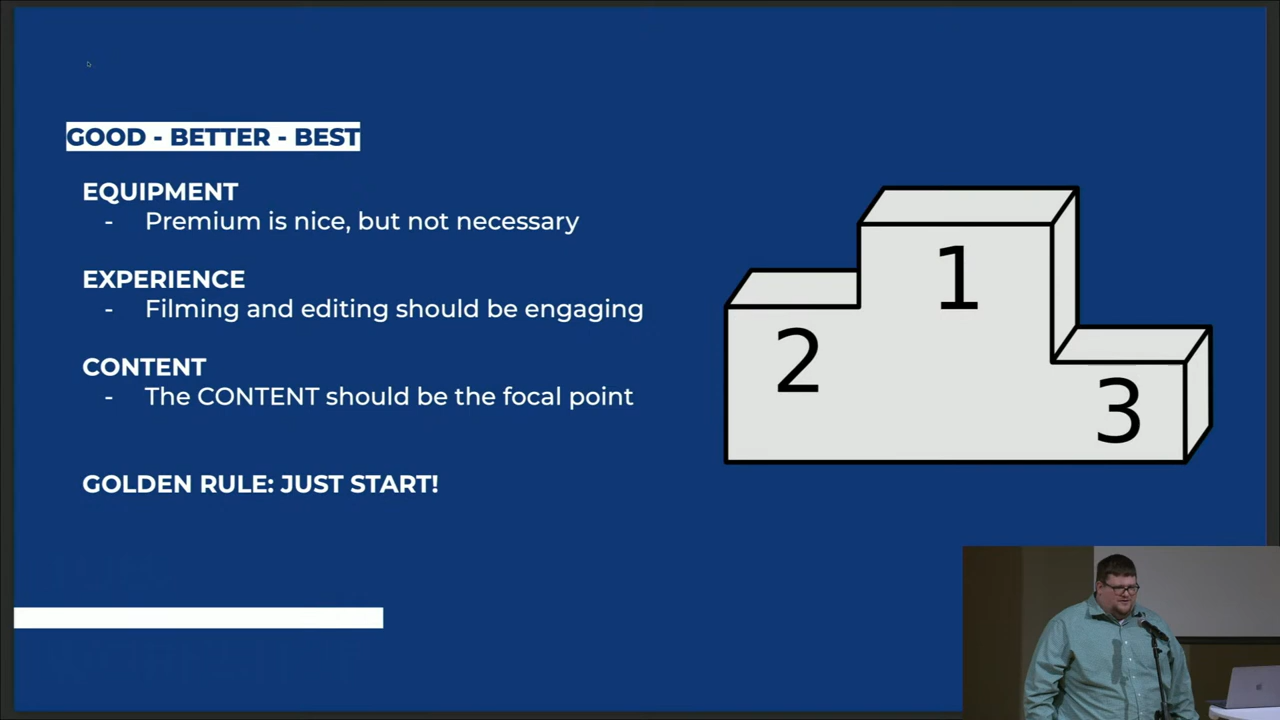 GOOD - BETTER - BEST
EQUIPMENT
- Premium is nice, but not necessary
EXPERIENCE
- Filming and editing should be engaging
CONTENT
- The CONTENT should be the focal point
GOLDEN RULE: JUST START!
1
2
3